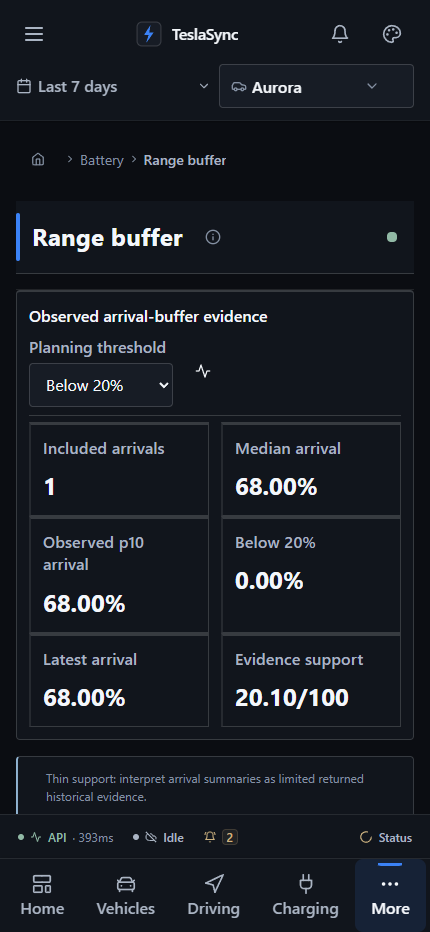 TeslaSync
Last 7 days
Aurora
Battery
Range buffer
Range buffer
Observed arrival-buffer evidence
Planning threshold
Below 20%
Included arrivals
1
Median arrival
68.00%
Observed p10
arrival
68.00%
Below 20%
0.00%
Latest arrival
68.00%
Evidence support
20.10/100
Thin support: interpret arrival summaries as limited returned
historical evidence.
API · 393ms
Idle
2
Status
Home
Vehicles
Driving
Charging
More